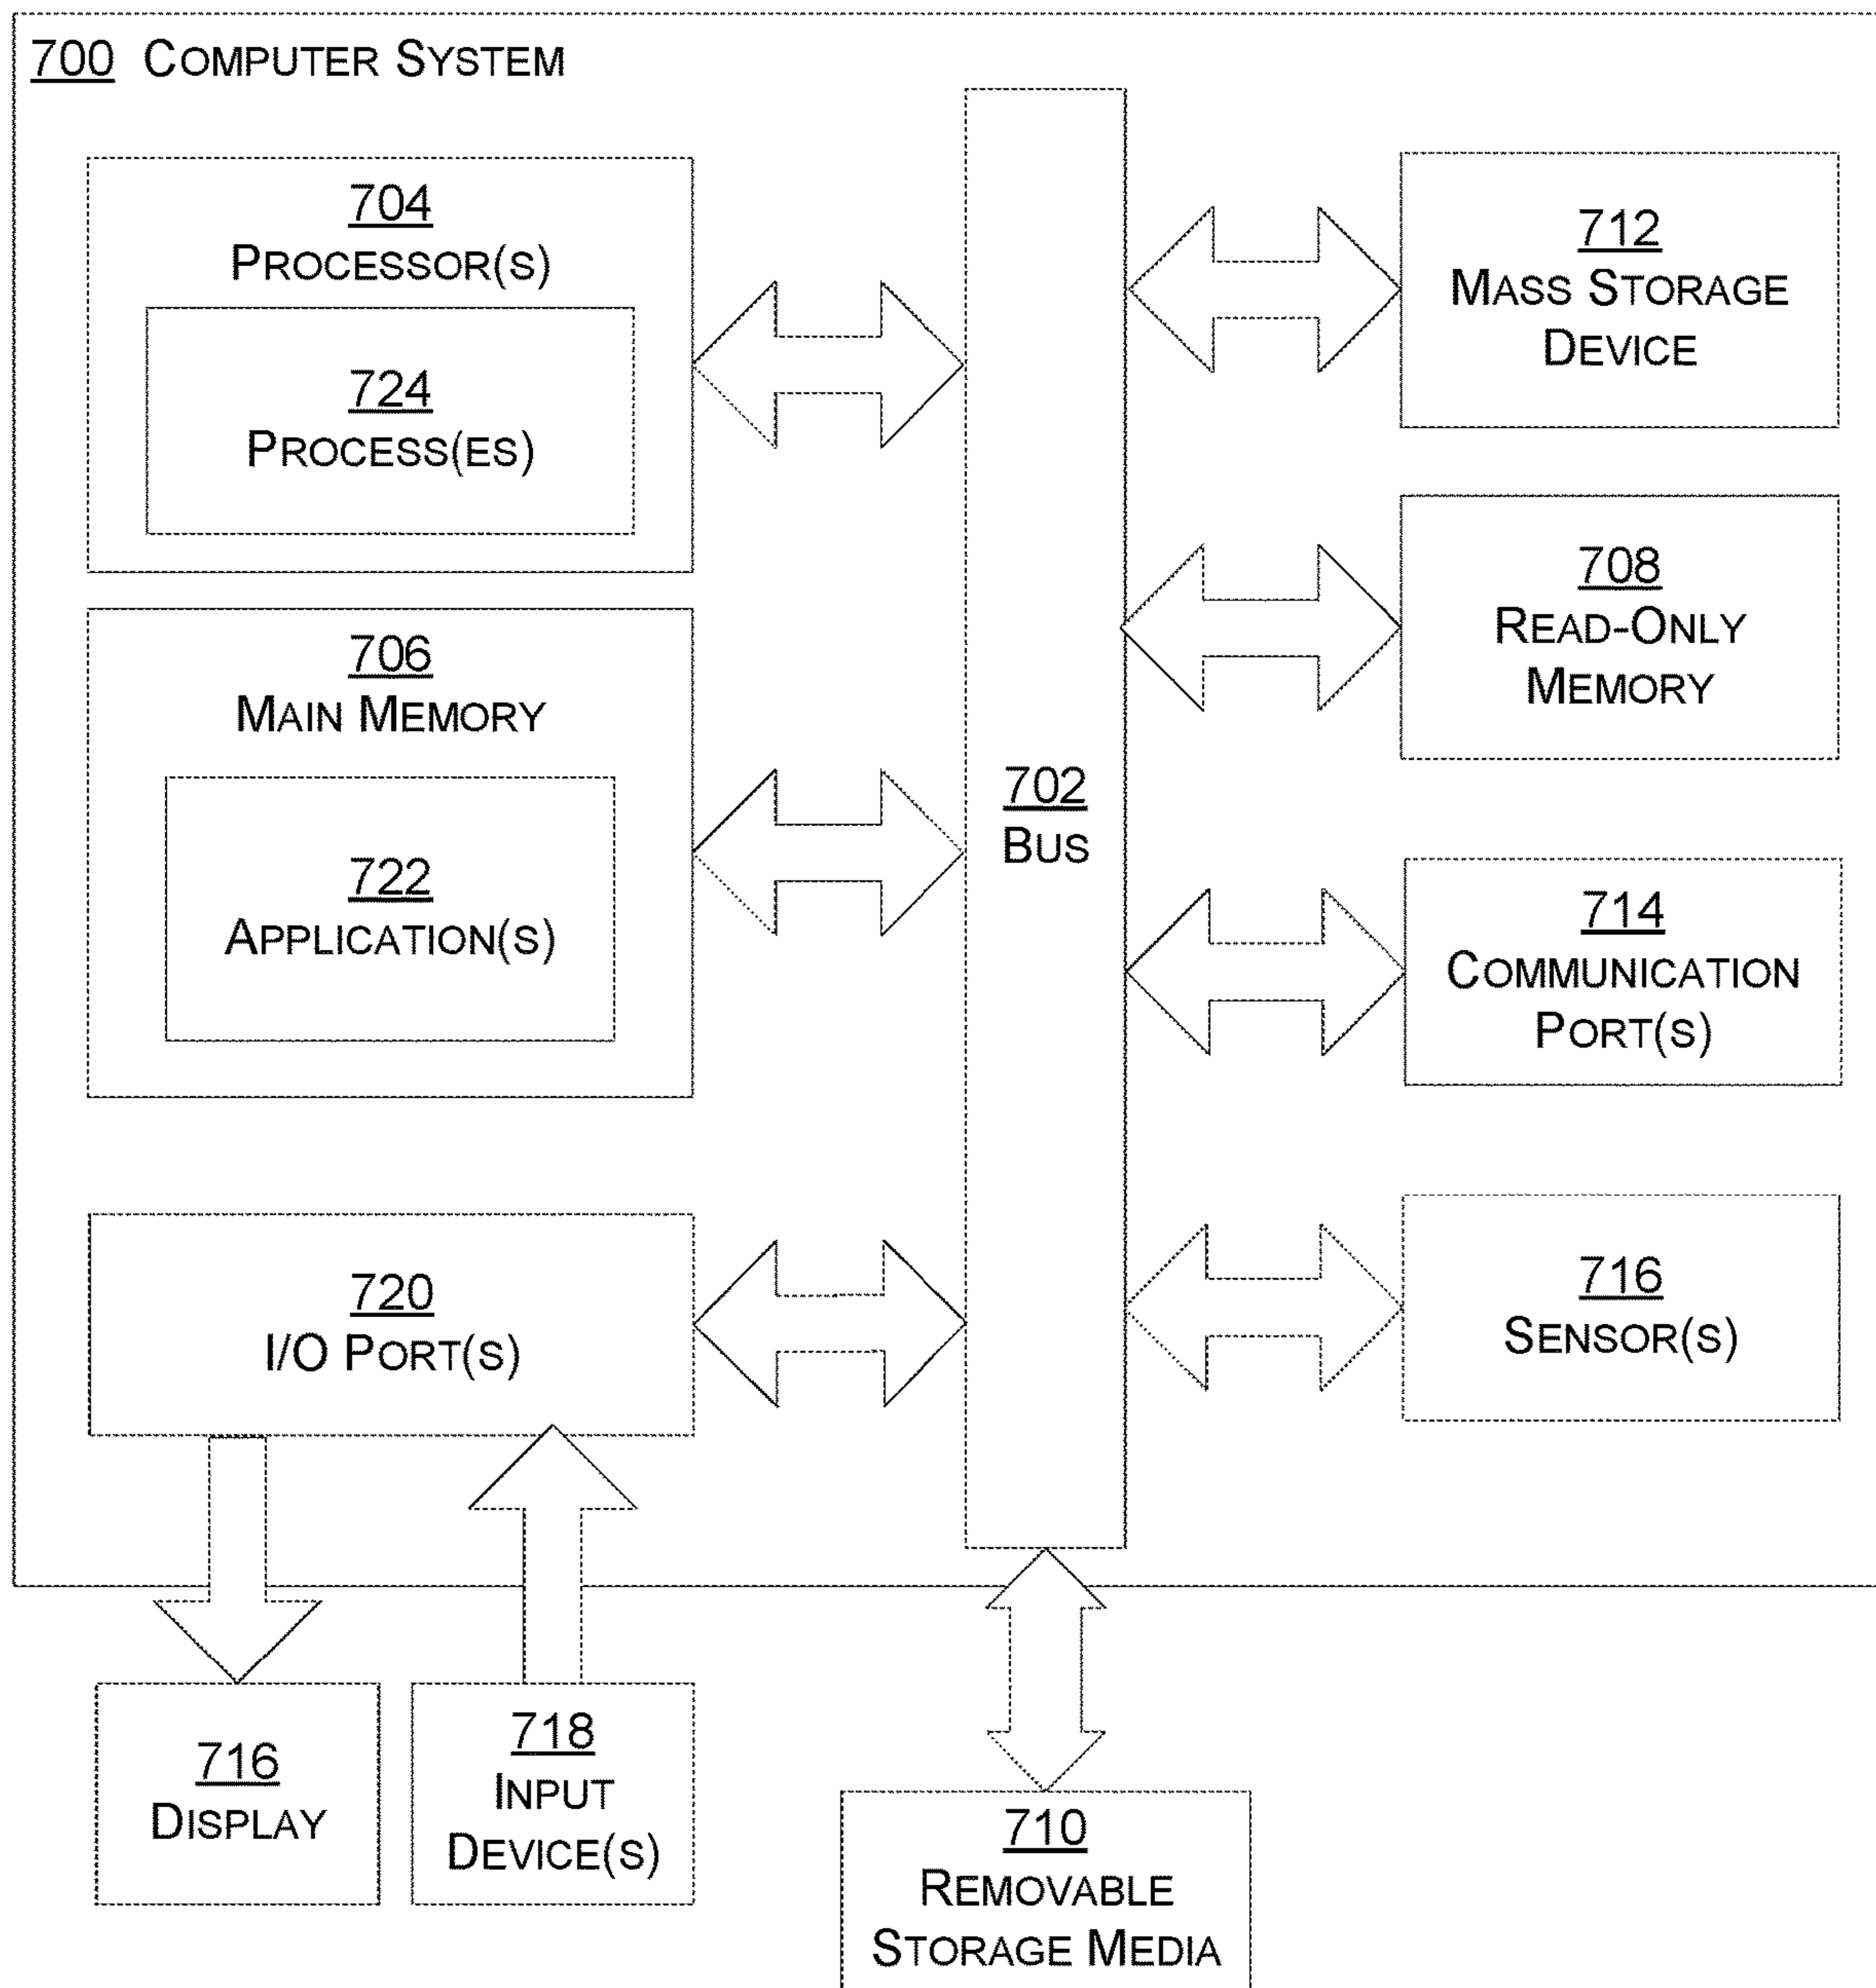 700 COMPUTER SYSTEM
704
PROCESSOR(S)
724
PROCESS(ES)
706
MAIN MEMORY
722
APPLICATION(S)
720
I/O PORT(S)
702
BUS
712
MASS STORAGE
DEVICE
708
READ-ONLY
MEMORY
714
COMMUNICATION
PORT(S)
716
SENSOR(S)
716
DISPLAY
718
INPUT
DEVICE(S)
710
REMOVABLE
STORAGE MEDIA